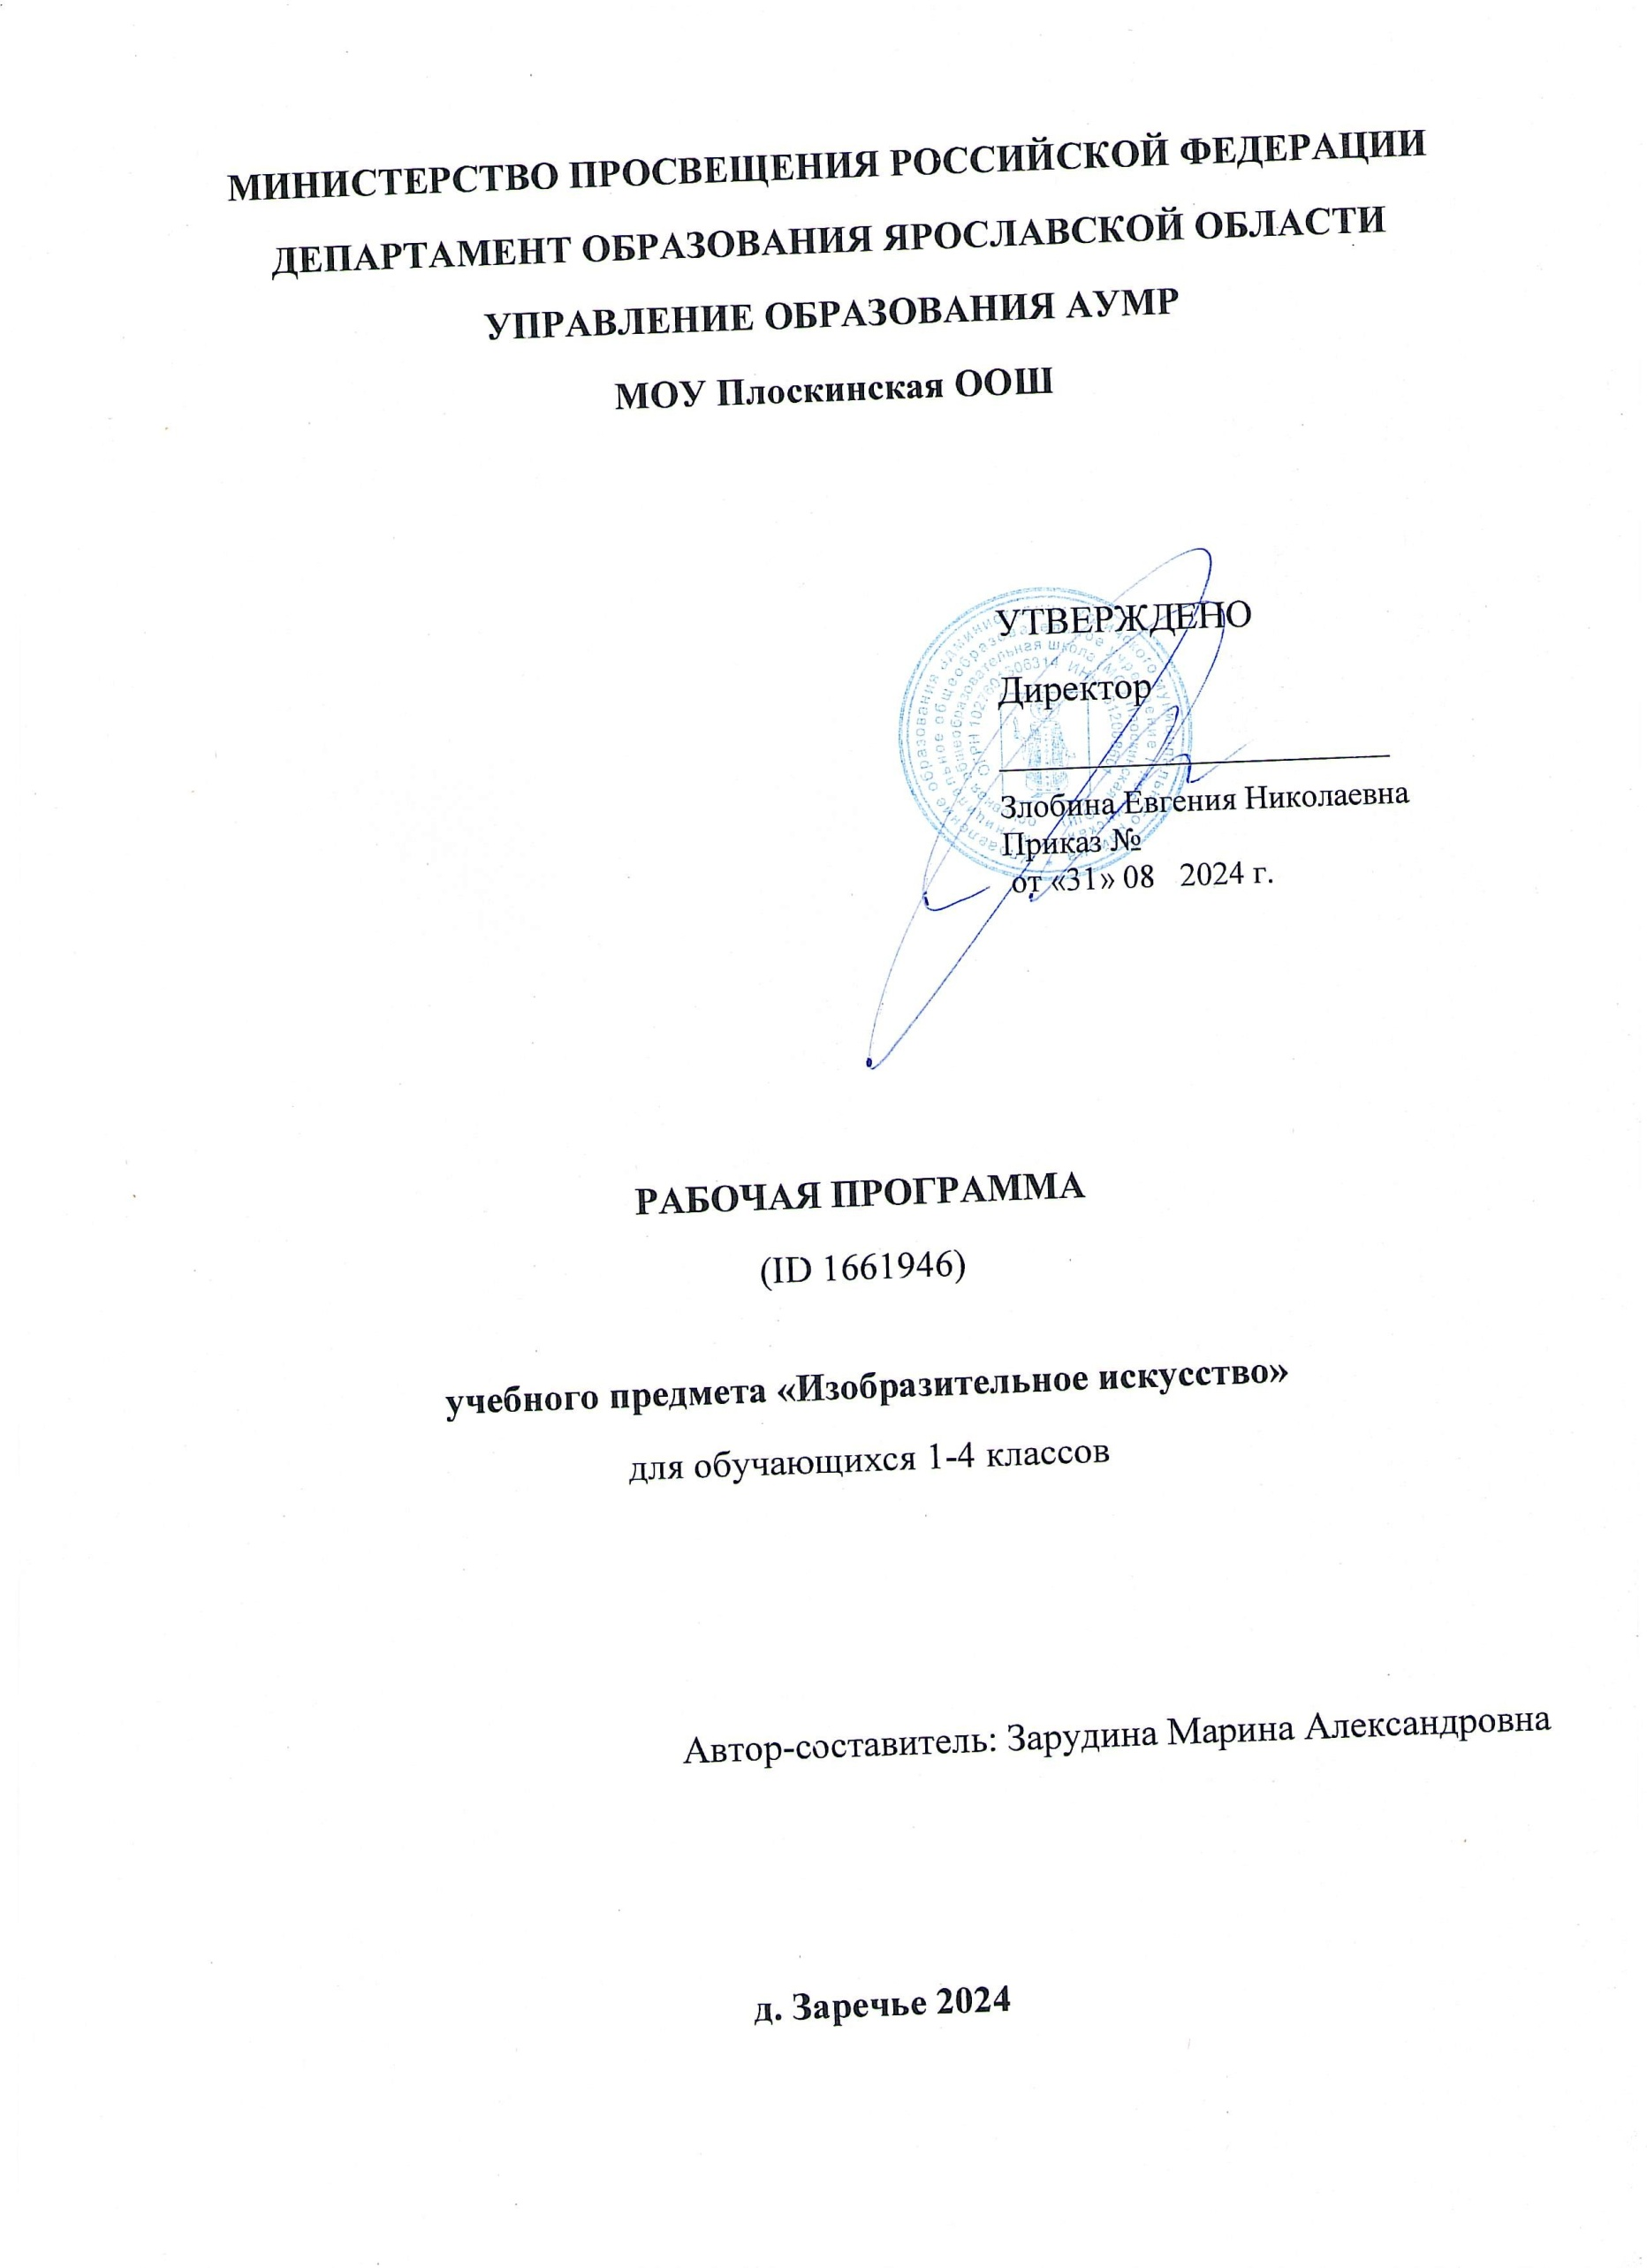 МИНИСТЕРСТВО ПРОСВЕЩЕНИЯ РОССИЙСКОЙ ФЕДЕРАЦИИ
ДЕПАРТАМЕНТ ОБРАЗОВАНИЯ ЯРОСЛАВСКОЙ ОБЛАСТИ
УПРАВЛЕНИЕ ОБРАЗОВАНИЯ АУМР
МОУ Плоскинская ООШ
УТВЕРЖДЕНО
Директор
Злобина Евгения Николаевна
Приказ №
от «31» 08 2024 г.
РАБОЧАЯ ПРОГРАММА
(ID 1661946)
учебного предмета «Изобразительное искусство»
для обучающихся 1-4 классов
Автор-составитель: Зарудина Марина Александровна
д. Заречье 2024